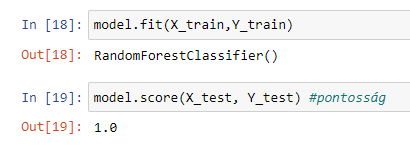 In [18]: model.fit(X_train,Y_train)
Out[18]: RandomForestClassifier()
In [19]: model.score(X_test, Y_test) #pontosság
Out[19]: 1.0